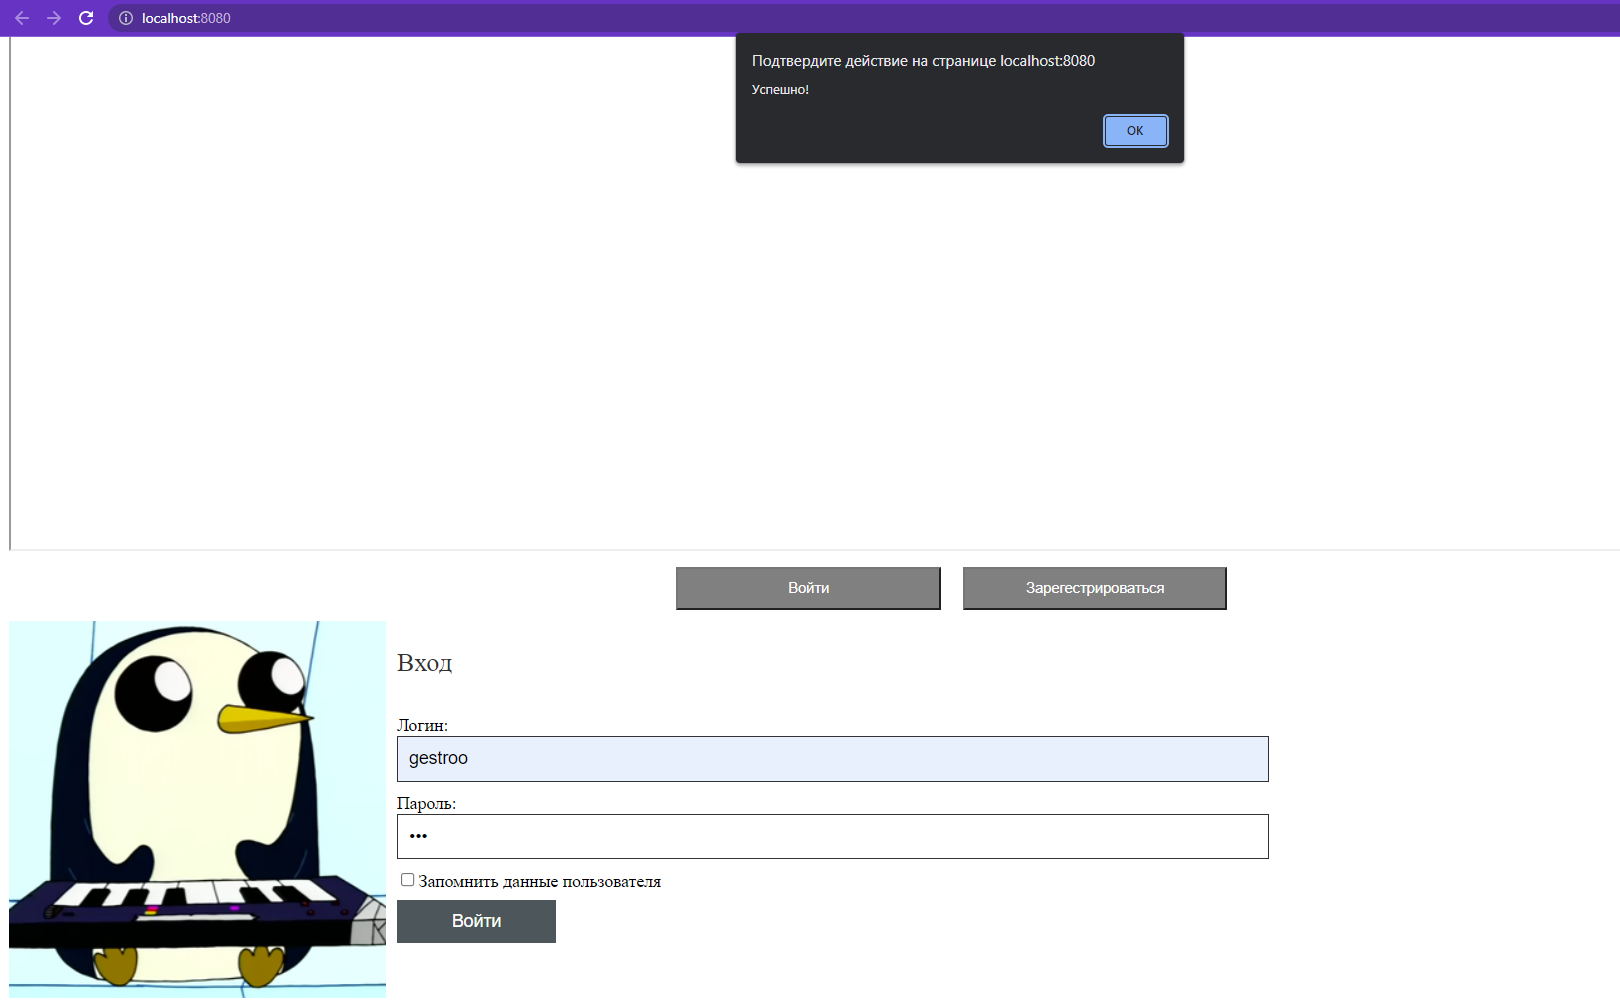 localhost:8080
Подтвердите действие на странице localhost:8080
Успешно!
ОК
Войти
Зарегестрироваться
Вход
Логин:
gestroo
Пароль:
•••
Запомнить данные пользователя
Войти